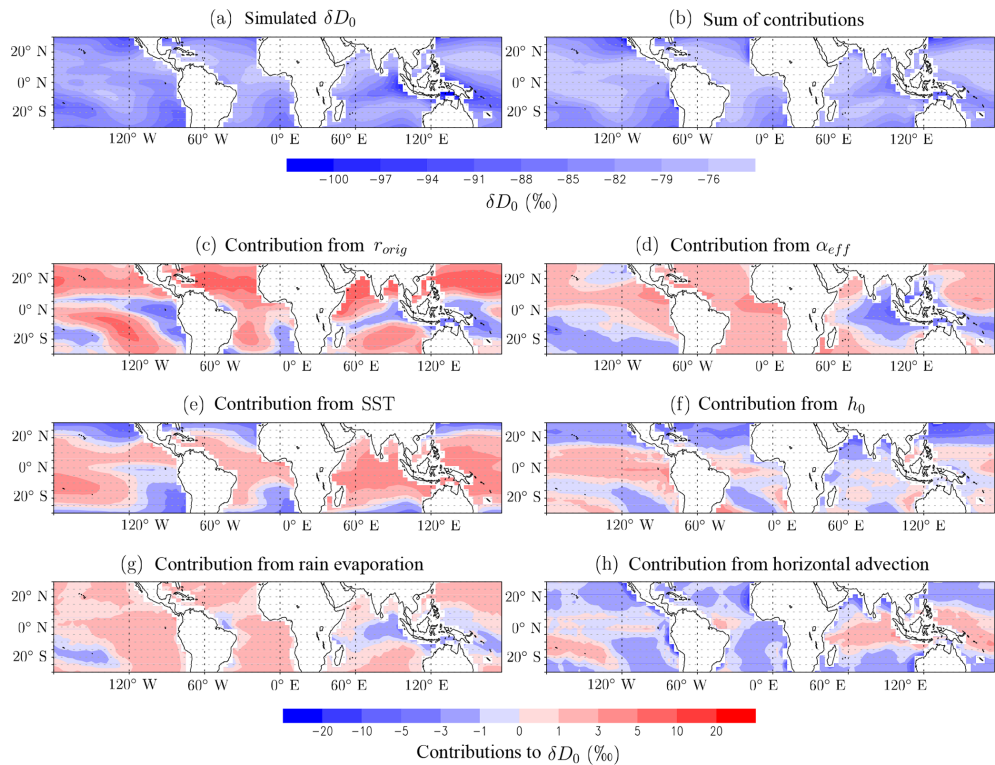 (a) Simulated δD₀
(b) Sum of contributions
20° N
0° N
20° S
120° W 60° W 0° E 60° E 120° E
20° N
0° N
20° S
120° W 60° W 0° E 60° E 120° E
−100 −97 −94 −91 −88 −85 −82 −79 −76
δD₀ (‰)
(c) Contribution from r_orig
(d) Contribution from α_eff
20° N
0° N
20° S
120° W 60° W 0° E 60° E 120° E
20° N
0° N
20° S
120° W 60° W 0° E 60° E 120° E
(e) Contribution from SST
(f) Contribution from h₀
20° N
0° N
20° S
120° W 60° W 0° E 60° E 120° E
20° N
0° N
20° S
120° W 60° W 0° E 60° E 120° E
(g) Contribution from rain evaporation
(h) Contribution from horizontal advection
20° N
0° N
20° S
120° W 60° W 0° E 60° E 120° E
20° N
0° N
20° S
120° W 60° W 0° E 60° E 120° E
−20 −10 −5 −3 −1 0 1 3 5 10 20
Contributions to δD₀ (‰)